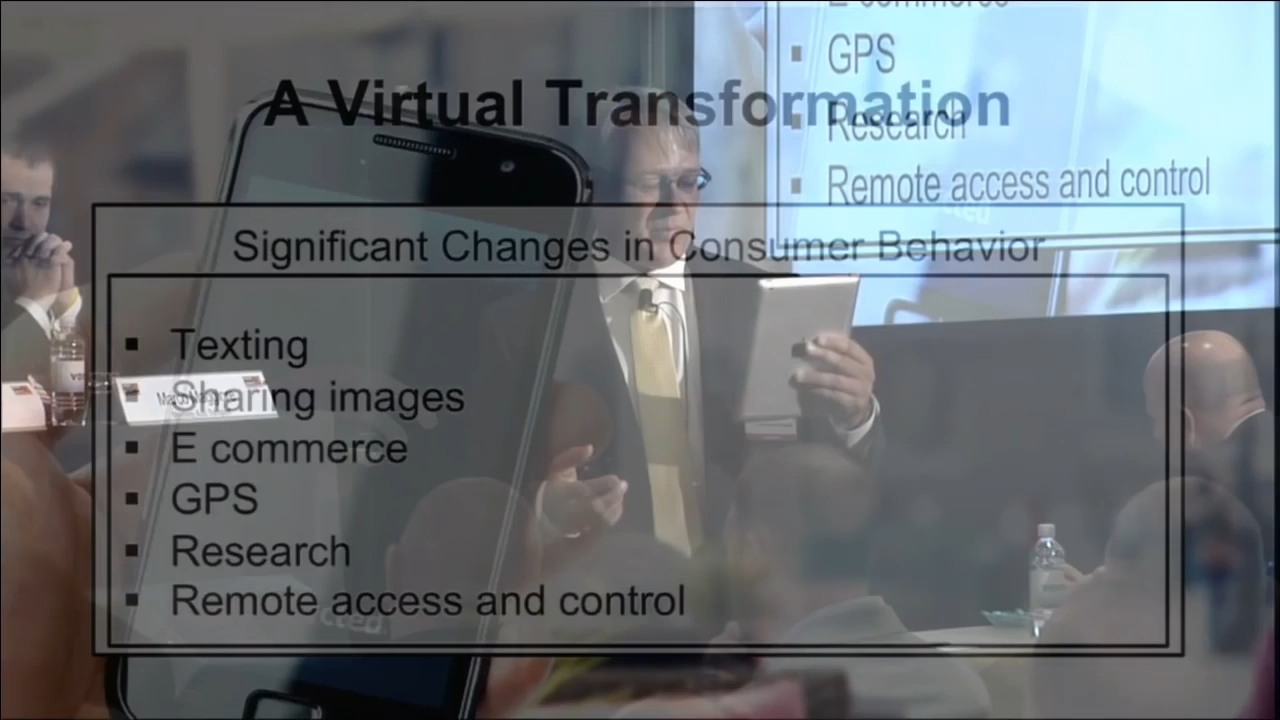 E commerce
GPS
Research
Remote access and control
A Virtual Transformation
Significant Changes in Consumer Behavior
Texting
Sharing images
E commerce
GPS
Research
Remote access and control